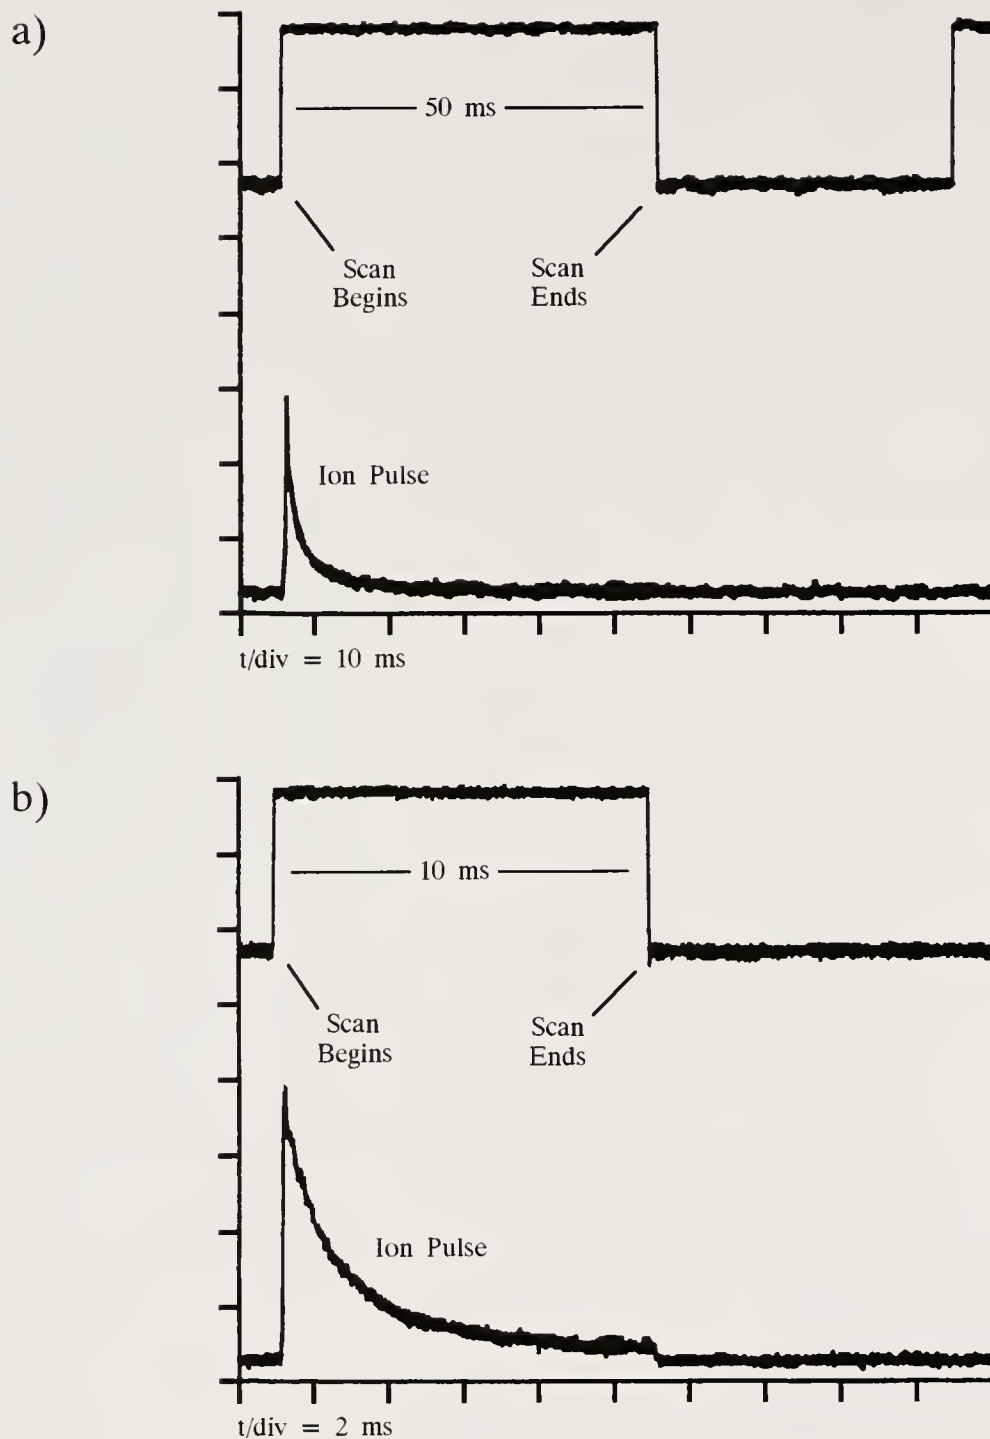 a)
50 ms
Scan
Begins
Scan
Ends
Ion Pulse
t/div = 10 ms
b)
10 ms
Scan
Begins
Scan
Ends
Ion Pulse
t/div = 2 ms